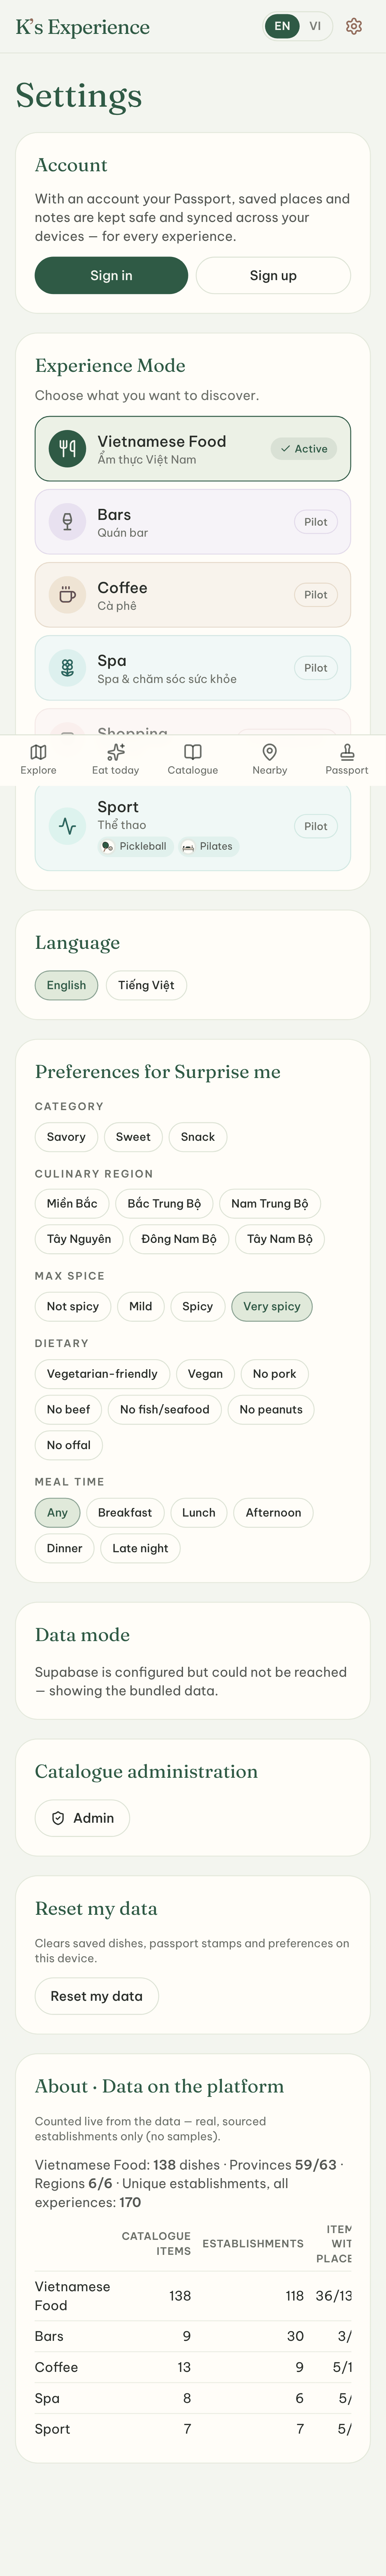 K's Experience
EN VI
Settings
Account
With an account your Passport, saved places and
notes are kept safe and synced across your
devices — for every experience.
Sign in
Sign up
Experience Mode
Choose what you want to discover.
Vietnamese Food
Ẩm thực Việt Nam
Active
Bars
Quán bar
Pilot
Coffee
Cà phê
Pilot
Spa
Spa & chăm sóc sức khỏe
Pilot
Shopping
Explore
Eat today
Catalogue
Nearby
Passport
Sport
Thể thao
Pickleball
Pilates
Pilot
Language
English
Tiếng Việt
Preferences for Surprise me
CATEGORY
Savory
Sweet
Snack
CULINARY REGION
Miền Bắc
Bắc Trung Bộ
Nam Trung Bộ
Tây Nguyên
Đông Nam Bộ
Tây Nam Bộ
MAX SPICE
Not spicy
Mild
Spicy
Very spicy
DIETARY
Vegetarian-friendly
Vegan
No pork
No beef
No fish/seafood
No peanuts
No offal
MEAL TIME
Any
Breakfast
Lunch
Afternoon
Dinner
Late night
Data mode
Supabase is configured but could not be reached
— showing the bundled data.
Catalogue administration
Admin
Reset my data
Clears saved dishes, passport stamps and preferences on
this device.
Reset my data
About · Data on the platform
Counted live from the data — real, sourced
establishments only (no samples).
Vietnamese Food: 138 dishes · Provinces 59/63 ·
Regions 6/6 · Unique establishments, all
experiences: 170
CATALOGUE
ITEMS
ESTABLISHMENTS
Vietnamese
Food
138
118
36/13
Bars
9
30
3/
Coffee
13
9
5/1
Spa
8
6
5/
Sport
7
7
5/